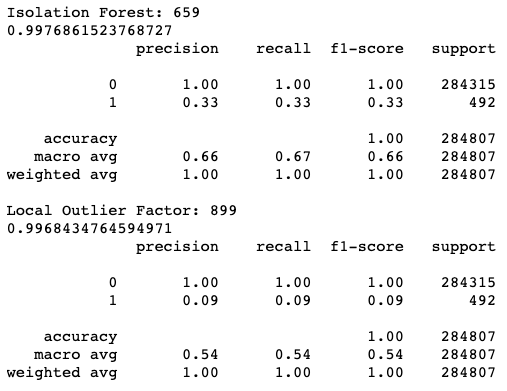 Isolation Forest: 659
0.9976861523768727
precision recall f1-score support
0 1.00 1.00 1.00 284315
1 0.33 0.33 0.33 492
accuracy 1.00 284807
macro avg 0.66 0.67 0.66 284807
weighted avg 1.00 1.00 1.00 284807
Local Outlier Factor: 899
0.9968434764594971
precision recall f1-score support
0 1.00 1.00 1.00 284315
1 0.09 0.09 0.09 492
accuracy 1.00 284807
macro avg 0.54 0.54 0.54 284807
weighted avg 1.00 1.00 1.00 284807